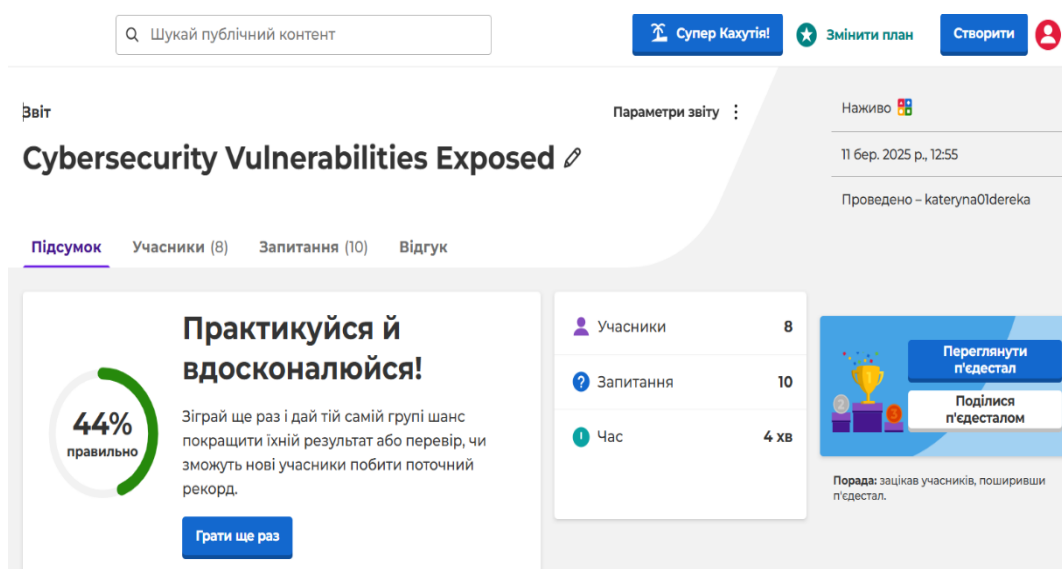 Шукай публічний контент
Супер Кахутія!
Змінити план
Створити
Звіт
Параметри звіту
Cybersecurity Vulnerabilities Exposed
Наживо
11 бер. 2025 р., 12:55
Проведено – kateryna01dereka
Підсумок
Учасники (8)
Запитання (10)
Відгук
44%
правильно
Практикуйся й
вдосконалюйся!
Зіграй ще раз і дай тій самій групі шанс
покращити їхній результат або перевір, чи
зможуть нові учасники побити поточний
рекорд.
Грати ще раз
Учасники 8
Запитання 10
Час 4 хв
2
3
Переглянути
п'єдестал
Поділися
п'єдесталом
Порада: зацікав учасників, поширивши
п'єдестал.